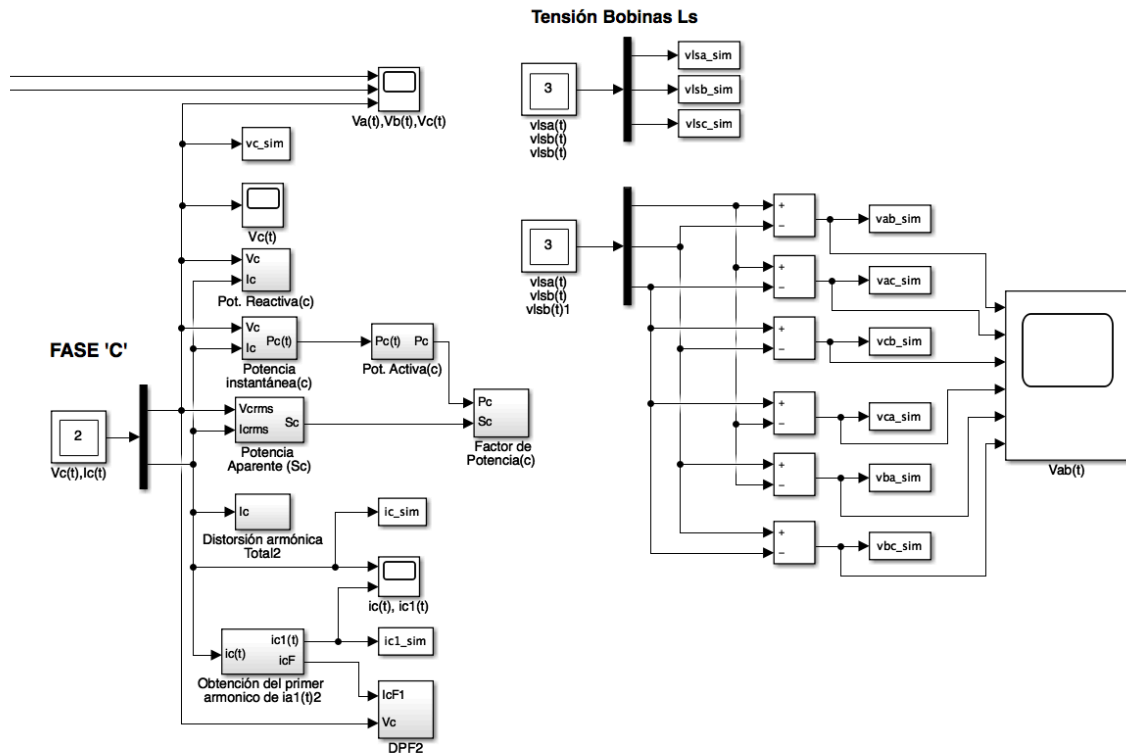 Tensión Bobinas Ls
Va(t),Vb(t),Vc(t)
vc_sim
Vc(t)
Vc
Ic
Pot. Reactiva(c)
FASE 'C'
Vc
Ic
Pc(t)
Potencia
instantánea(c)
Pc(t)
Pc
Pot. Activa(c)
Vcrms
Icrms
Sc
Potencia
Aparente (Sc)
Pc
Sc
Factor de
Potencia(c)
2
Vc(t),Ic(t)
Ic
Distorsión armónica
Total2
ic_sim
ic(t), ic1(t)
ic(t)
ic1(t)
icF
Obtención del primer
armonico de ia1(t)2
ic1_sim
IcF1
Vc
DPF2
3
vlsa(t)
vlsb(t)
vlsb(t)
vlsa_sim
vlsb_sim
vlsc_sim
3
vlsa(t)
vlsb(t)
vlsb(t)1
+
−
vab_sim
+
−
vac_sim
+
−
vcb_sim
+
−
vca_sim
+
−
vba_sim
+
−
vbc_sim
Vab(t)